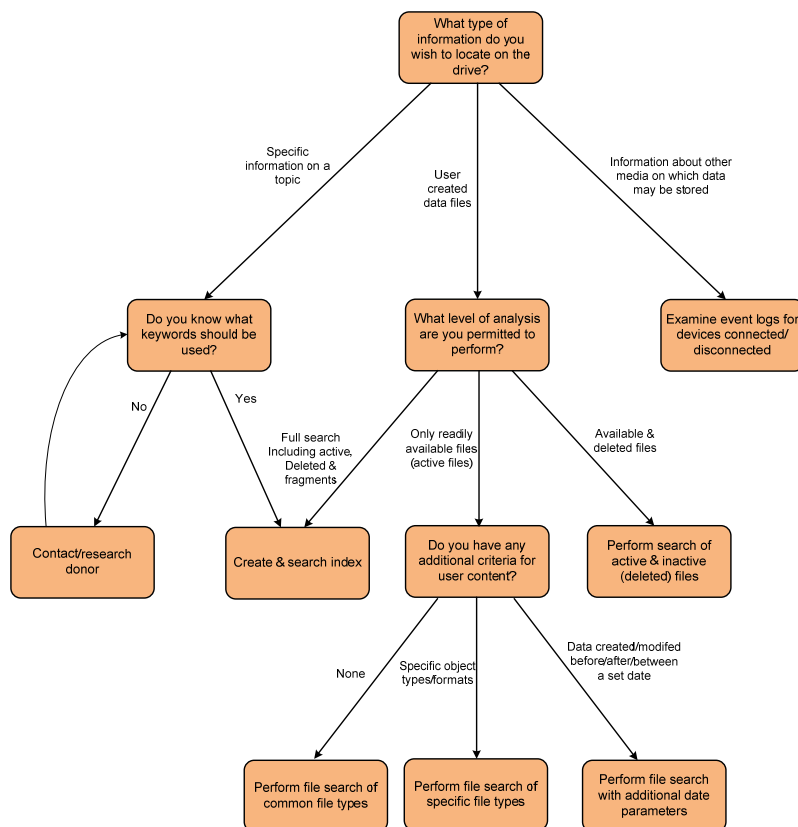 What type of
information do you
wish to locate on the
drive?
Specific
information on a
topic
User
created
data files
Information about other
media on which data
may be stored
Do you know what
keywords should be
used?
What level of analysis
are you permitted to
perform?
Examine event logs for
devices connected/
disconnected
No
Yes
Full search
Including active,
Deleted &
fragments
Only readily
available files
(active files)
Available &
deleted files
Contact/research
donor
Create & search index
Do you have any
additional criteria for
user content?
Perform search of
active & inactive
(deleted) files
None
Specific object
types/formats
Data created/modifed
before/after/between
a set date
Perform file search of
common file types
Perform file search of
specific file types
Perform file search
with additional date
parameters